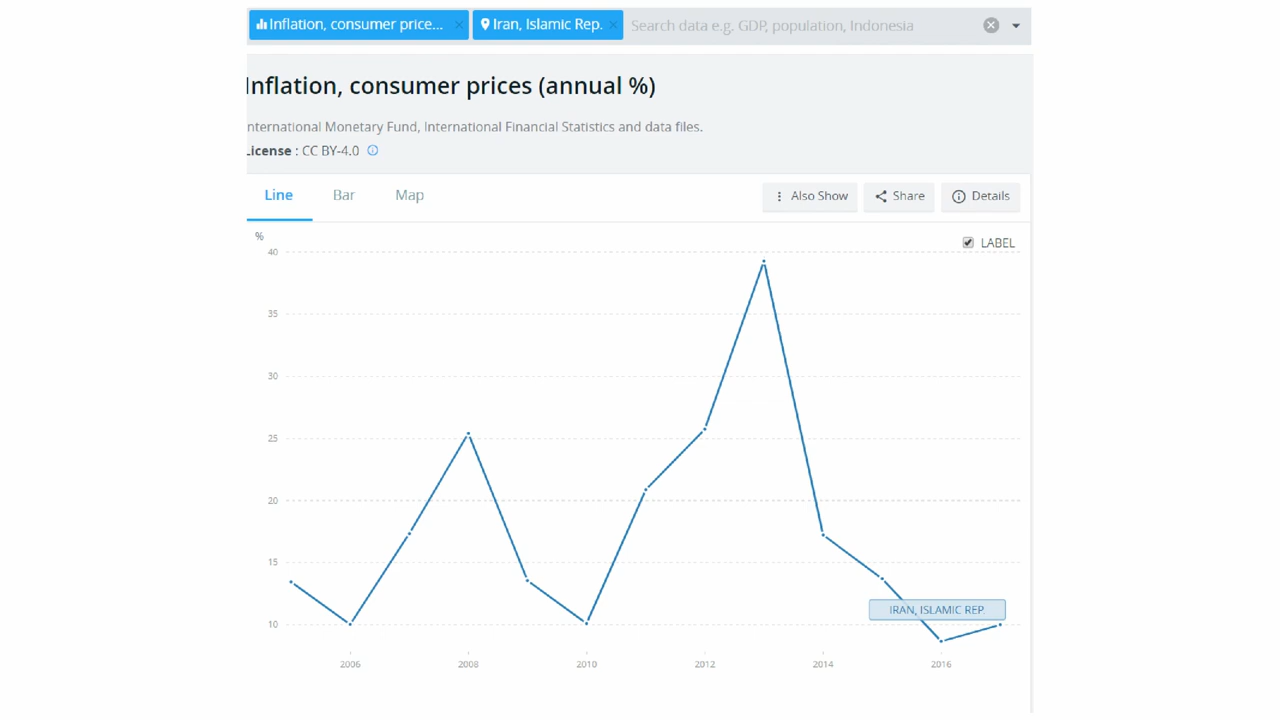 Inflation, consumer price... × Iran, Islamic Rep. × Search data e.g. GDP, population, Indonesia
Inflation, consumer prices (annual %)
nternational Monetary Fund, International Financial Statistics and data files.
License : CC BY-4.0
Line Bar Map Also Show Share Details
%
LABEL
40
35
30
25
20
15
10
IRAN, ISLAMIC REP.
2006 2008 2010 2012 2014 2016